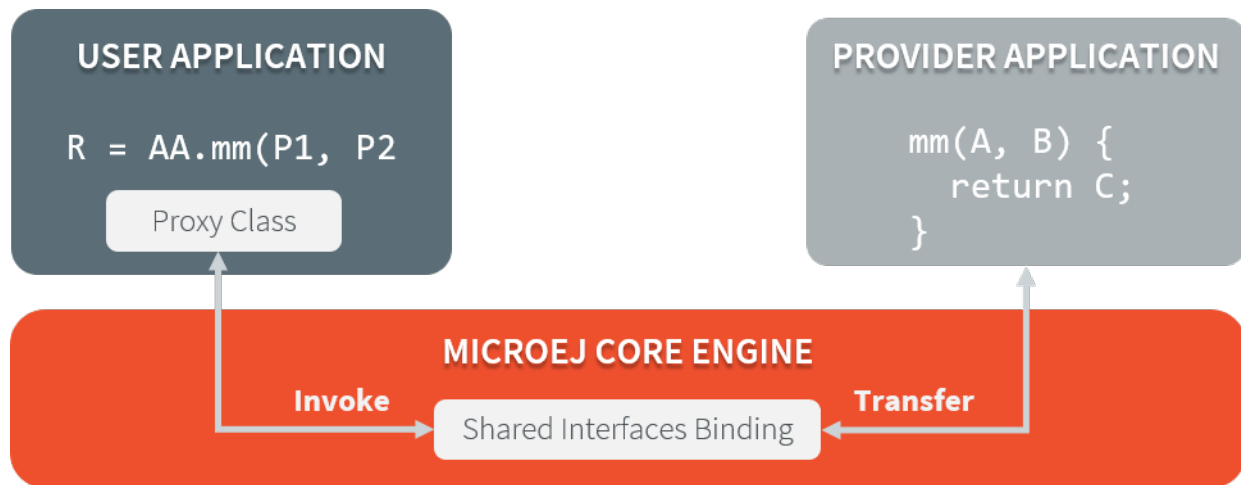 USER APPLICATION
R = AA.mm(P1, P2
Proxy Class
PROVIDER APPLICATION
mm(A, B) {
return C;
}
MICROEJ CORE ENGINE
Invoke
Shared Interfaces Binding
Transfer